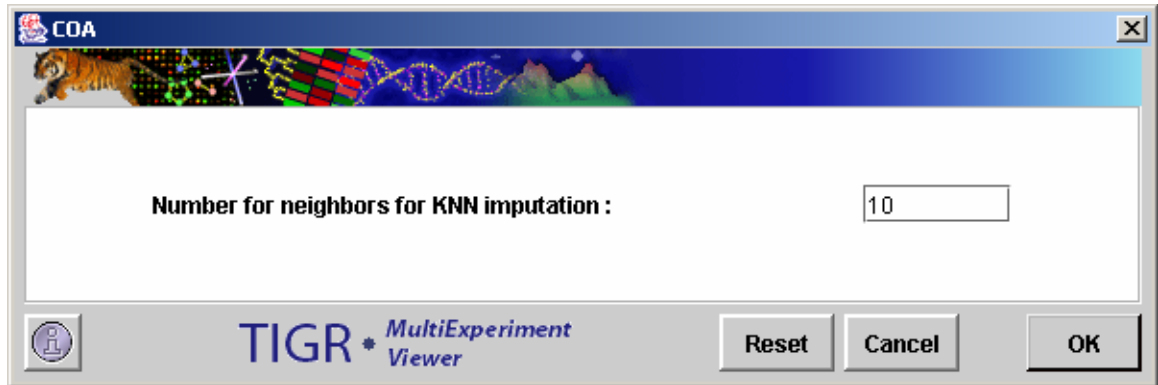 COA
Number for neighbors for KNN imputation :
10
TIGR • MultiExperiment
Viewer
Reset
Cancel
OK